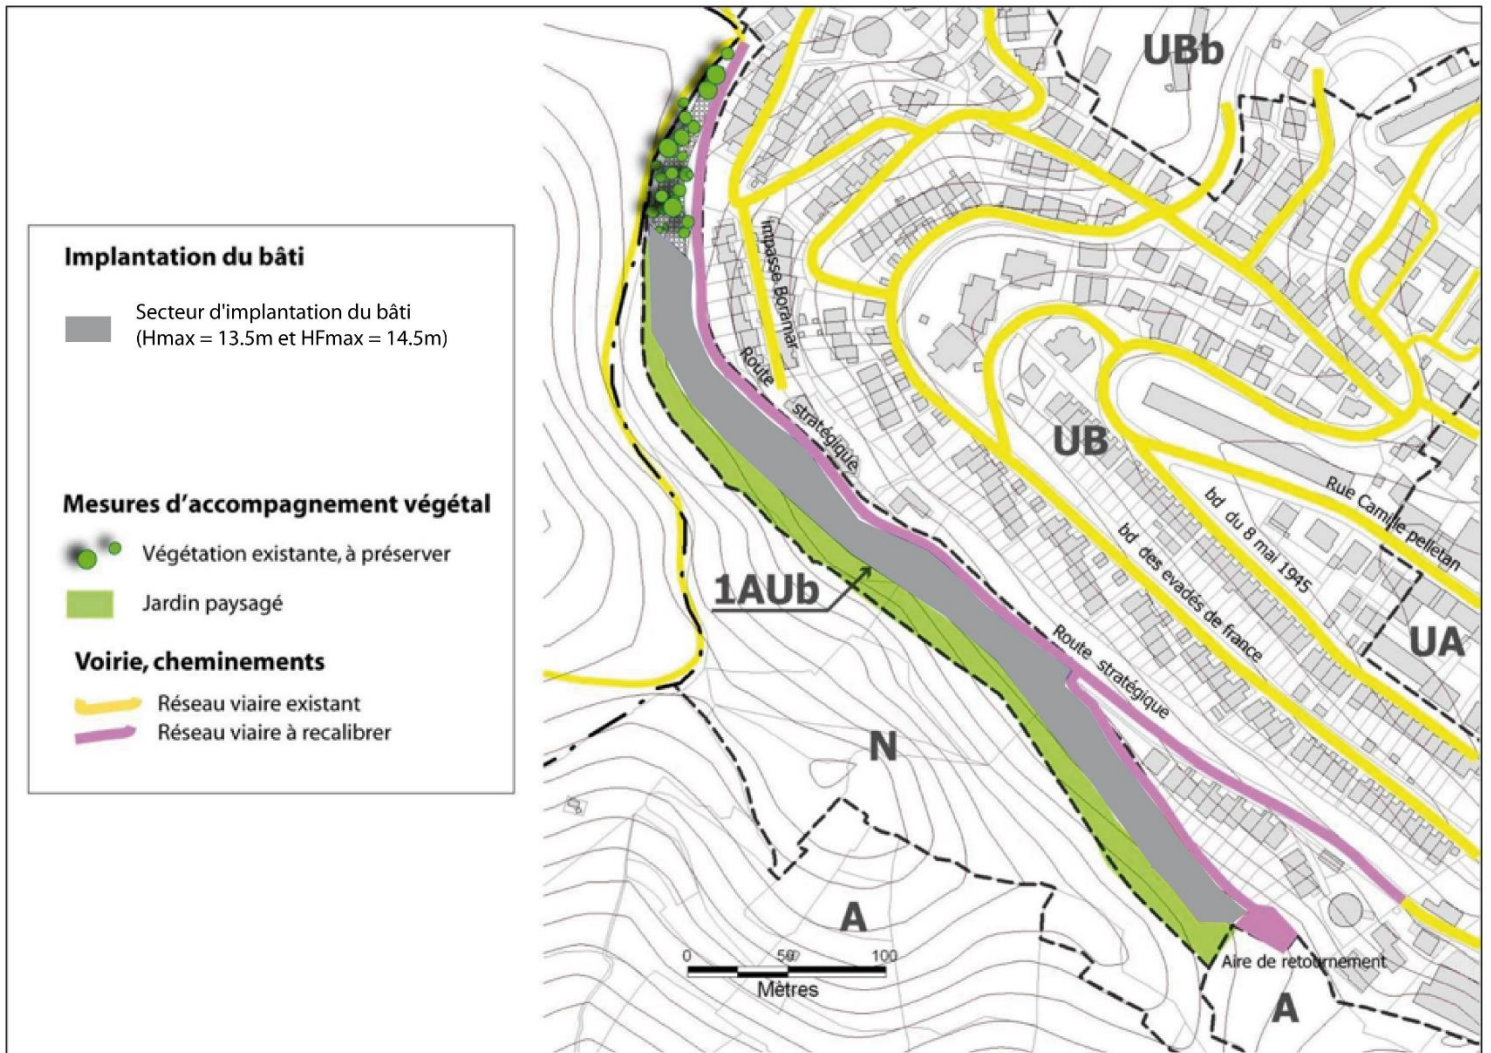 Implantation du bâti
Secteur d'implantation du bâti
(Hmax = 13.5m et HFmax = 14.5m)
Mesures d'accompagnement végétal
Végétation existante, à préserver
Jardin paysagé
Voirie, cheminements
Réseau viaire existant
Réseau viaire à recalibrer
UBb
Impasse Boramar
Route
stratégique
UB
Rue Camille pelletan
bd du 8 mai 1945
bd des evadés de france
1AUb
UA
Route stratégique
N
A
0 50 100
Mètres
Aire de retournement
A